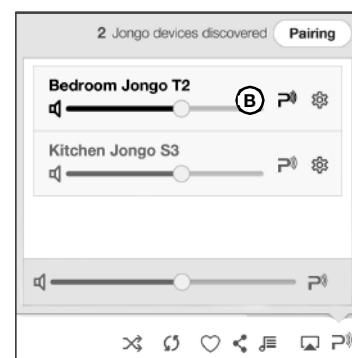 2 Jongo devices discovered Pairing
Bedroom Jongo T2
B
Kitchen Jongo S3